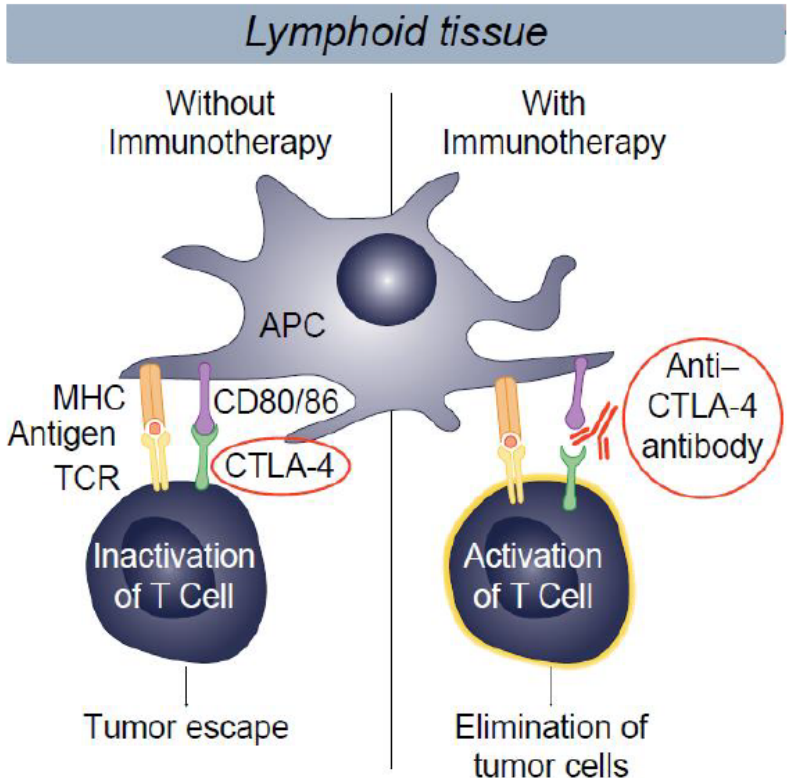 Lymphoid tissue
Without
Immunotherapy
With
Immunotherapy
APC
MHC
CD80/86
Antigen
TCR
CTLA-4
Anti–
CTLA-4
antibody
Inactivation
of T Cell
Activation
of T Cell
Tumor escape
Elimination of
tumor cells